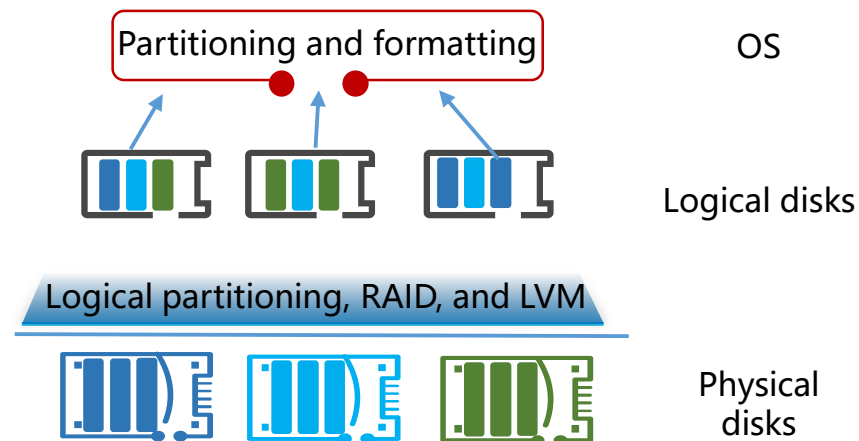 Partitioning and formatting
OS
Logical disks
Logical partitioning, RAID, and LVM
Physical
disks